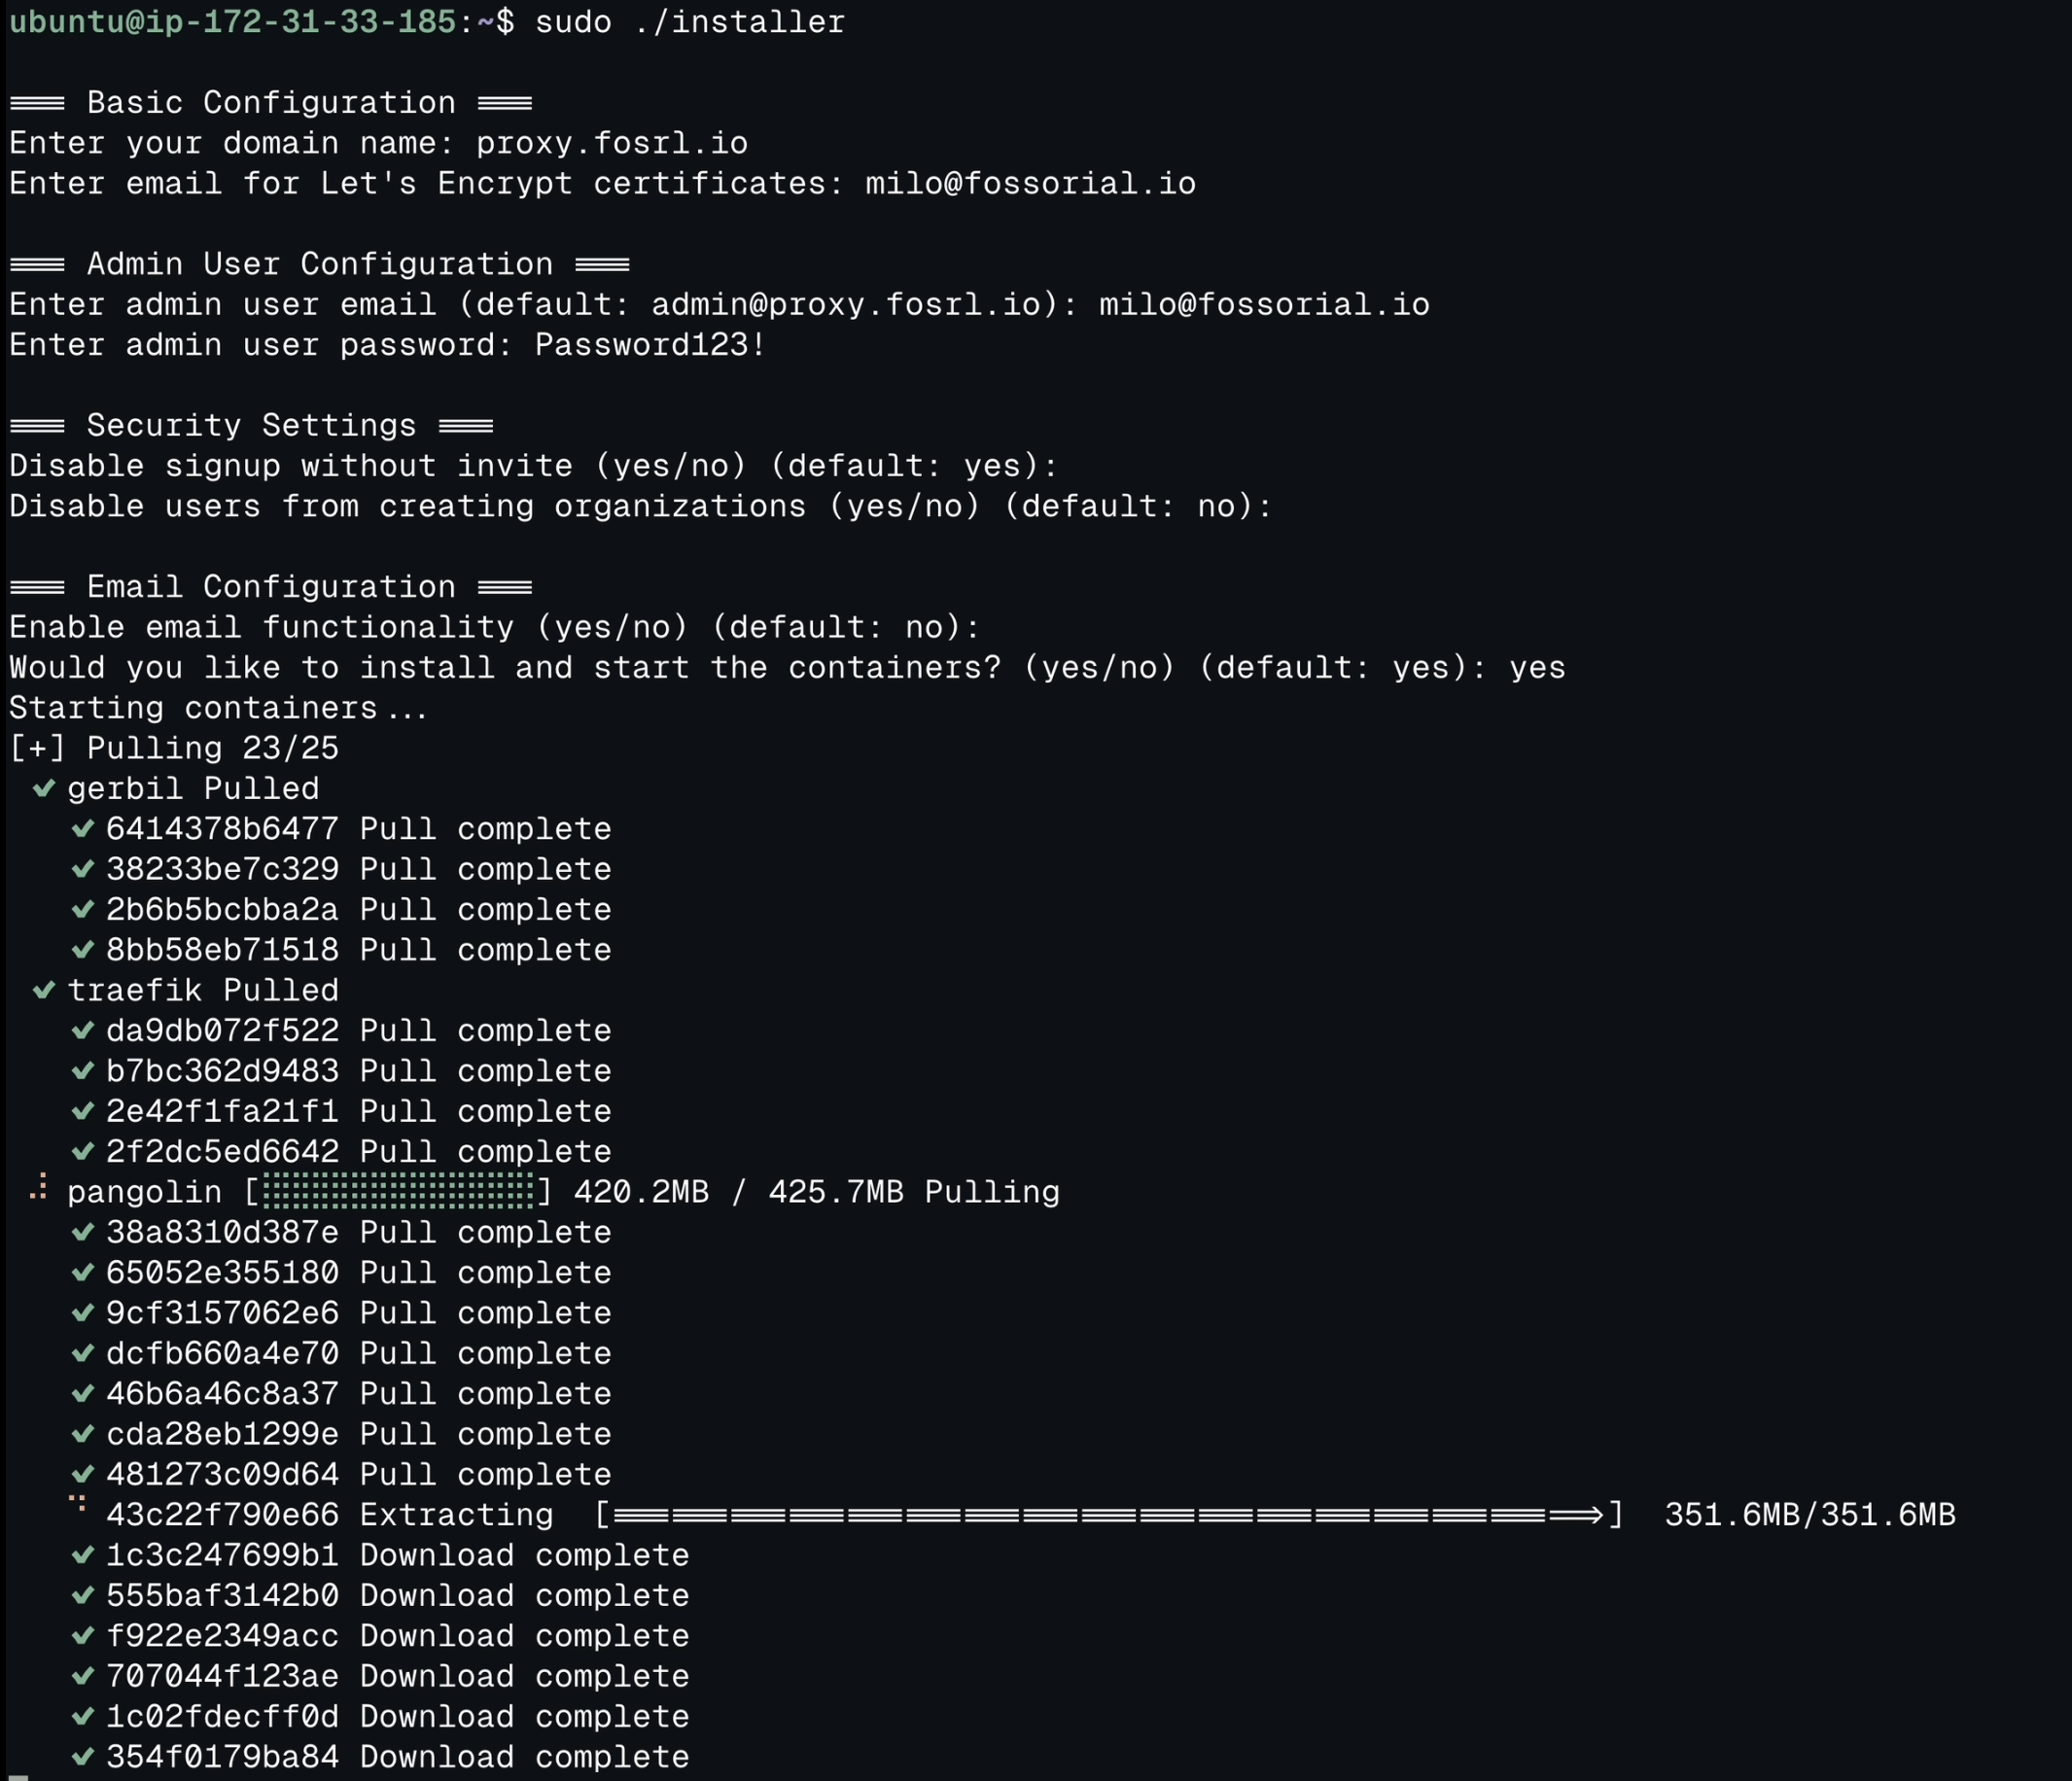 ubuntu@ip-172-31-33-185:~$ sudo ./installer
=== Basic Configuration ===
Enter your domain name: proxy.fosrl.io
Enter email for Let's Encrypt certificates: milo@fossorial.io
=== Admin User Configuration ===
Enter admin user email (default: admin@proxy.fosrl.io): milo@fossorial.io
Enter admin user password: Password123!
=== Security Settings ===
Disable signup without invite (yes/no) (default: yes):
Disable users from creating organizations (yes/no) (default: no):
=== Email Configuration ===
Enable email functionality (yes/no) (default: no):
Would you like to install and start the containers? (yes/no) (default: yes): yes
Starting containers...
[+] Pulling 23/25
✔ gerbil Pulled
✔ 6414378b6477 Pull complete
✔ 38233be7c329 Pull complete
✔ 2b6b5bcbba2a Pull complete
✔ 8bb58eb71518 Pull complete
✔ traefik Pulled
✔ da9db072f522 Pull complete
✔ b7bc362d9483 Pull complete
✔ 2e42f1fa21f1 Pull complete
✔ 2f2dc5ed6642 Pull complete
⠼ pangolin [⣿⣿⣿⣿⣿⣿⣿⣿⣿⣿⣿⣿⣿⣿] 420.2MB / 425.7MB Pulling
✔ 38a8310d387e Pull complete
✔ 65052e355180 Pull complete
✔ 9cf3157062e6 Pull complete
✔ dcfb660a4e70 Pull complete
✔ 46b6a46c8a37 Pull complete
✔ cda28eb1299e Pull complete
✔ 481273c09d64 Pull complete
⠙ 43c22f790e66 Extracting [==================================================>] 351.6MB/351.6MB
✔ 1c3c247699b1 Download complete
✔ 555baf3142b0 Download complete
✔ f922e2349acc Download complete
✔ 707044f123ae Download complete
✔ 1c02fdecff0d Download complete
✔ 354f0179ba84 Download complete